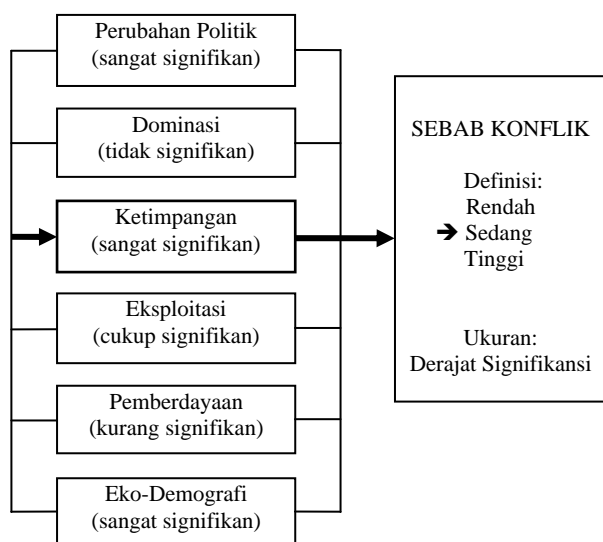 Perubahan Politik
(sangat signifikan)
Dominasi
(tidak signifikan)
Ketimpangan
(sangat signifikan)
Eksploitasi
(cukup signifikan)
Pemberdayaan
(kurang signifikan)
Eko-Demografi
(sangat signifikan)
SEBAB KONFLIK
Definisi:
Rendah
➔ Sedang
Tinggi
Ukuran:
Derajat Signifikansi